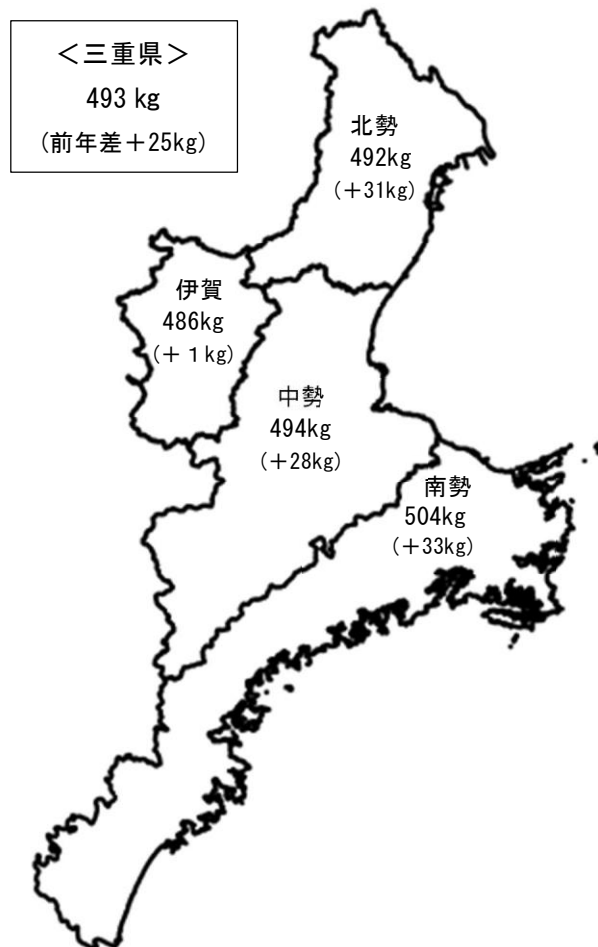 ＜三重県＞
493 kg
(前年差＋25kg)
北勢
492kg
(＋31kg)
伊賀
486kg
(＋１kg)
中勢
494kg
(＋28kg)
南勢
504kg
(＋33kg)